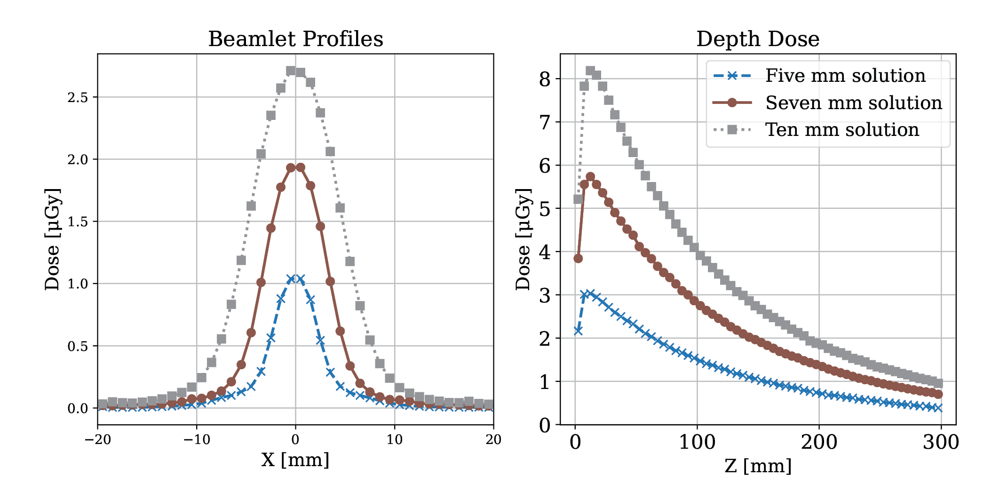 Beamlet Profiles
Dose [µGy]
2.5
2.0
1.5
1.0
0.5
0.0
−20
−10
0
10
20
X [mm]
Depth Dose
Dose [µGy]
8
7
6
5
4
3
2
1
0
0
100
200
300
Z [mm]
Five mm solution
Seven mm solution
Ten mm solution